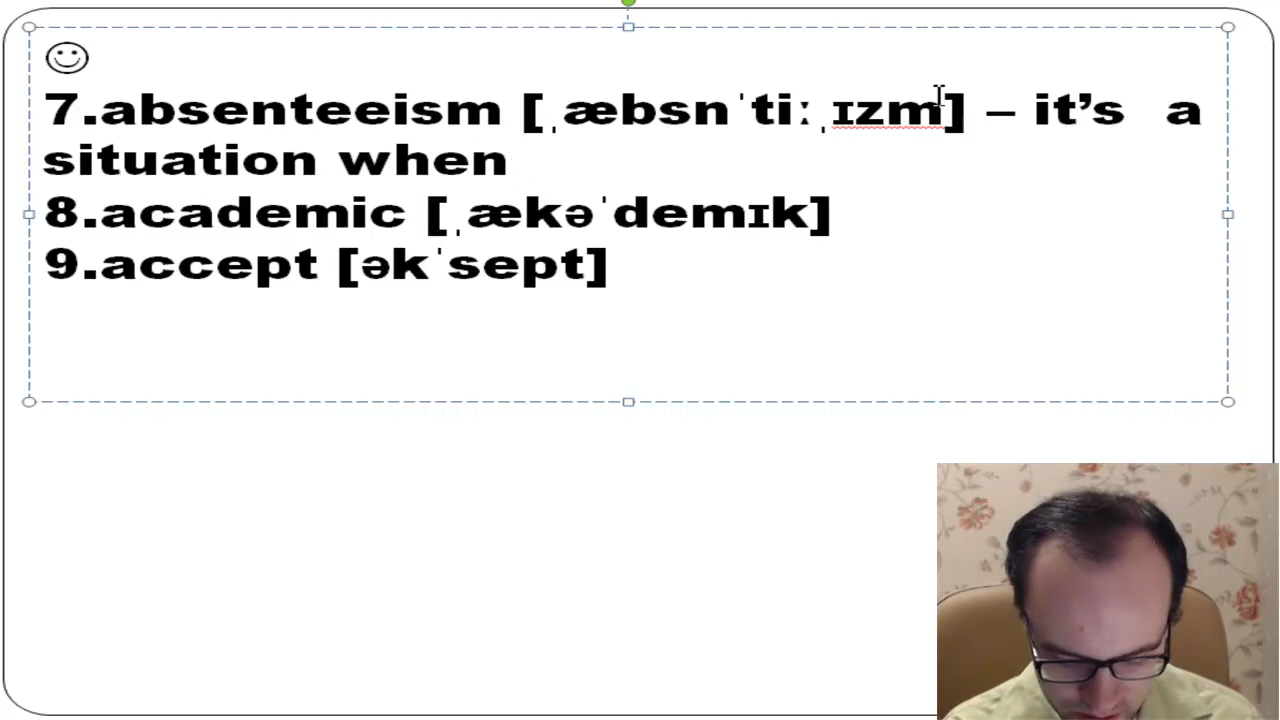 7.absenteeism [ˌæbsnˈtiːˌɪzm] – it’s  a
situation when
8.academic [ˌækəˈdemɪk]
9.accept [əkˈsept]